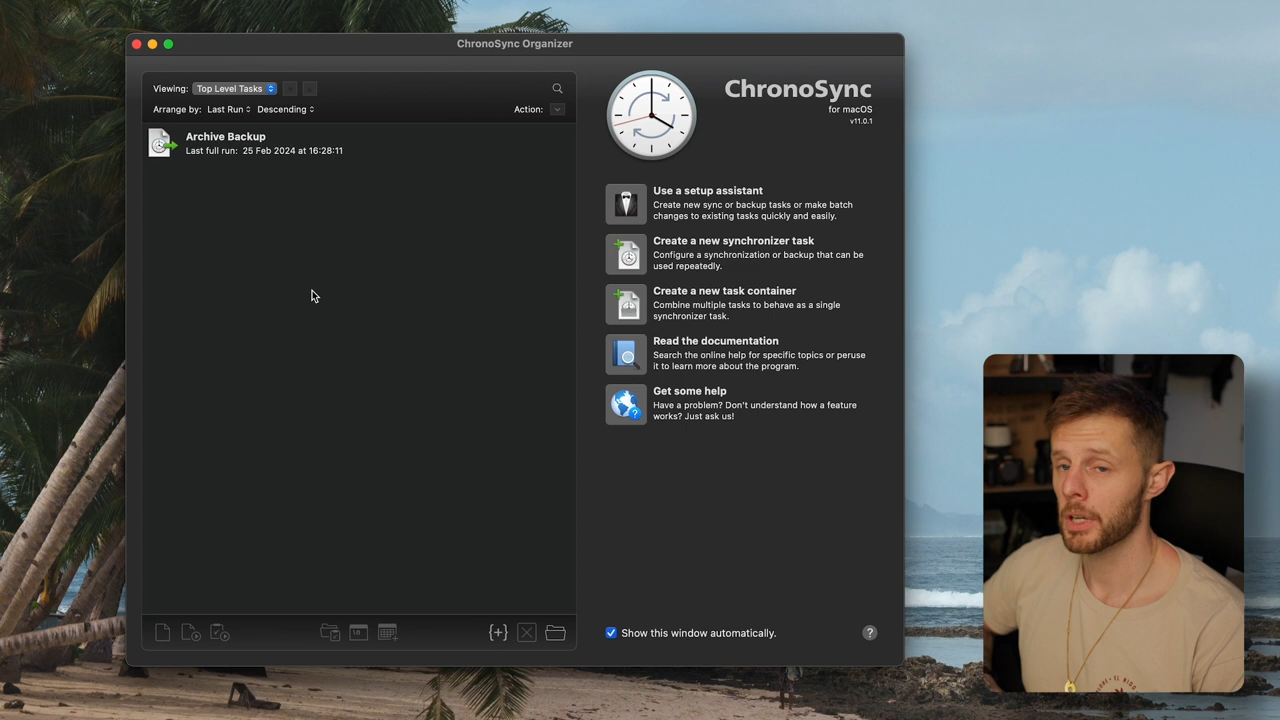 ChronoSync Organizer
Viewing: Top Level Tasks
Arrange by: Last Run Descending Action:
Archive Backup
Last full run: 25 Feb 2024 at 16:28:11
ChronoSync
for macOS
v11.0.1
Use a setup assistant
Create new sync or backup tasks or make batch
changes to existing tasks quickly and easily.
Create a new synchronizer task
Configure a synchronization or backup that can be
used repeatedly.
Create a new task container
Combine multiple tasks to behave as a single
synchronizer task.
Read the documentation
Search the online help for specific topics or peruse
it to learn more about the program.
Get some help
Have a problem? Don't understand how a feature
works? Just ask us!
Show this window automatically. ?